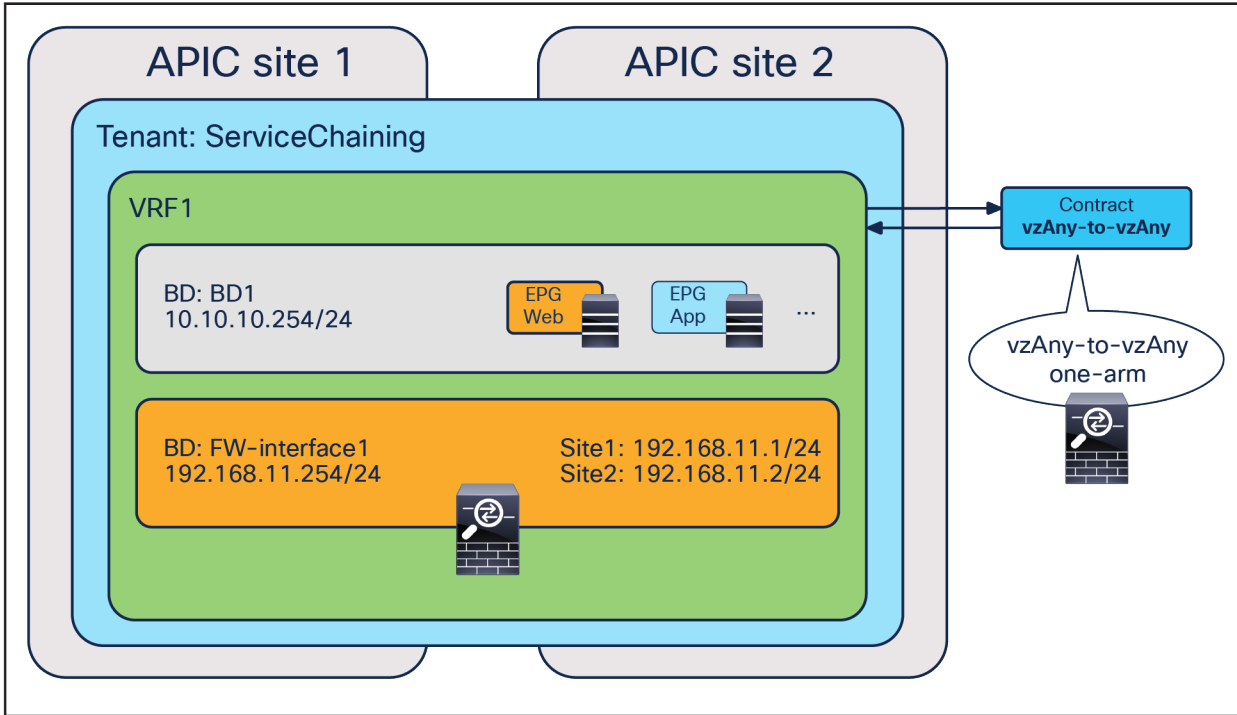 APIC site 1
APIC site 2
Tenant: ServiceChaining
VRF1
BD: BD1
10.10.10.254/24
EPG
Web
EPG
App
...
BD: FW-interface1
192.168.11.254/24
Site1: 192.168.11.1/24
Site2: 192.168.11.2/24
Contract
vzAny-to-vzAny
vzAny-to-vzAny
one-arm